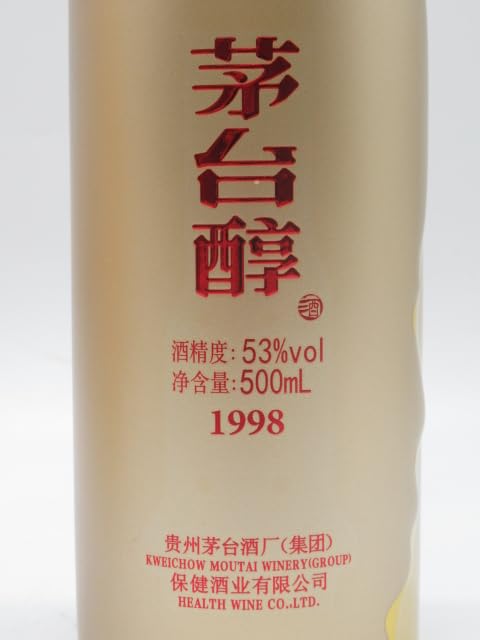 茅台醇
酒
酒精度:53%vol
净含量:500mL
1998
贵州茅台酒厂(集团)
KWEICHOW MOUTAI WINERY(GROUP)
保健酒业有限公司
HEALTH WINE CO.,LTD.